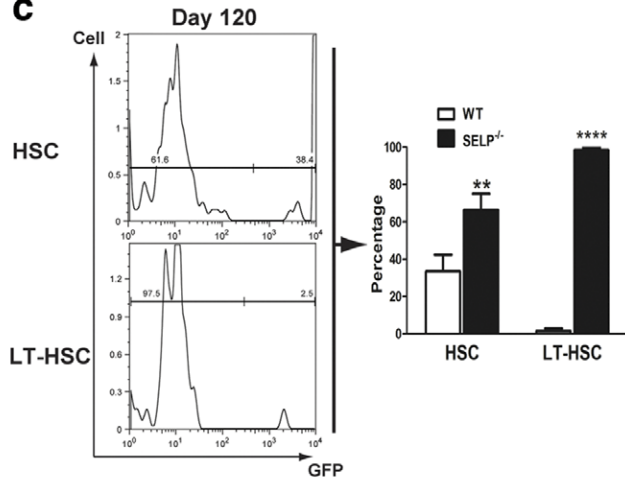 c
Day 120
Cell
HSC
2
1.5
1
0.5
0
61.6
38.4
10⁰
10¹
10²
10³
10⁴
LT-HSC
1.2
0.9
0.6
0.3
0
97.5
2.5
10⁰
10¹
10²
10³
10⁴
GFP
WT
SELP⁻/⁻
Percentage
100
80
60
40
20
0
**
****
HSC
LT-HSC